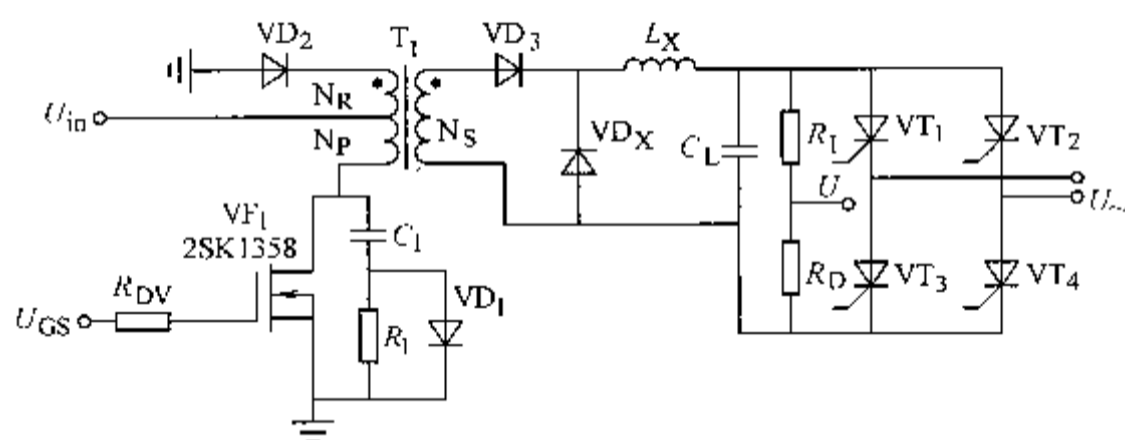 VD2
T1
VD3
LX
NR
Uin
NP
NS
VDX
CL
R1
VT1
VT2
U
U~
VF1
2SK1358
C1
RD
VT3
VT4
RDV
VD1
UGS
R1